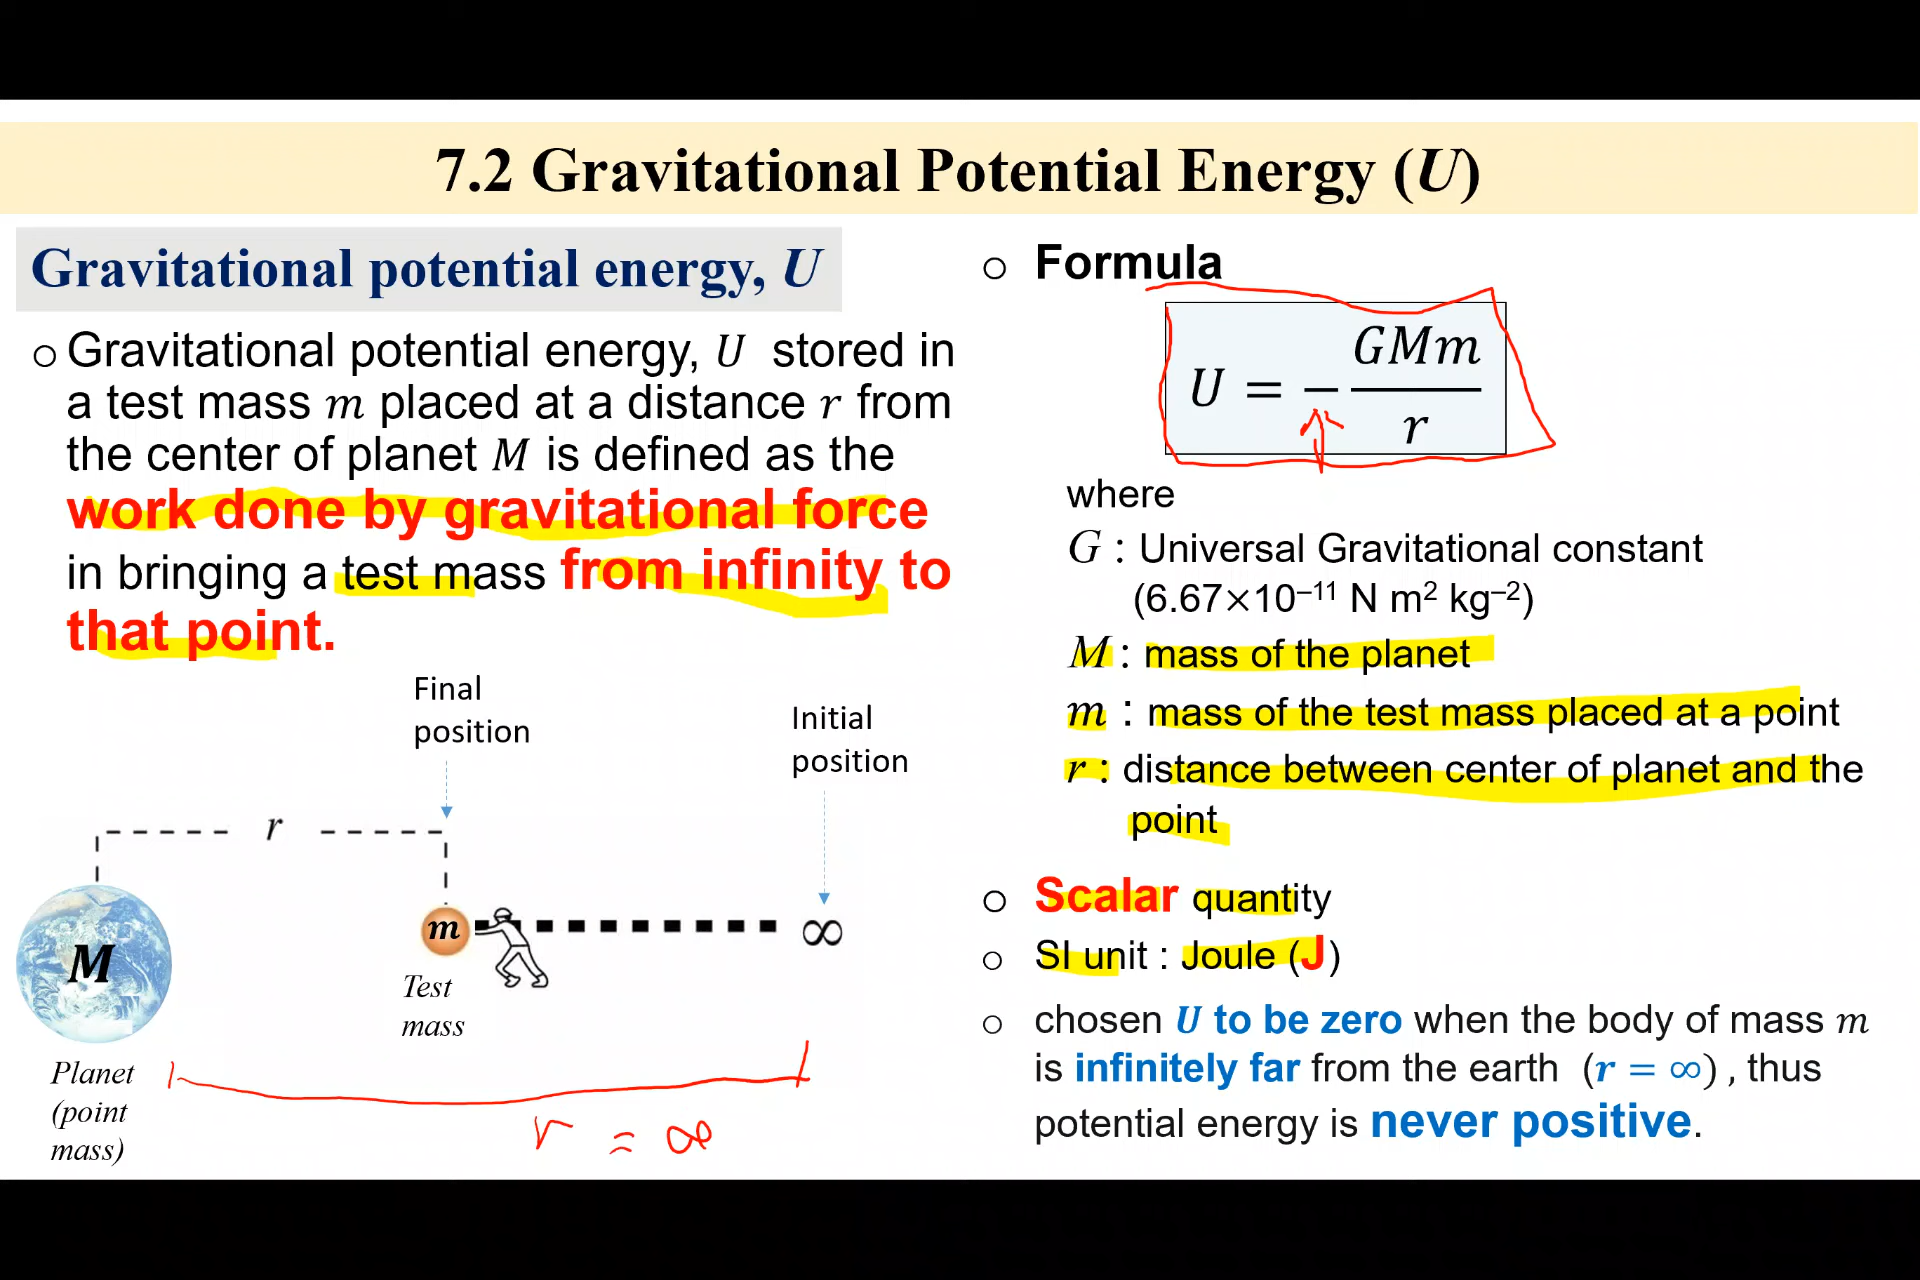 7.2 Gravitational Potential Energy (U)
Gravitational potential energy, U
○ Gravitational potential energy, U stored in
a test mass m placed at a distance r from
the center of planet M is defined as the
work done by gravitational force
in bringing a test mass from infinity to
that point.
Final
position
Initial
position
r
M
m
∞
Test
mass
Planet
(point
mass)
r = ∞
○ Formula
U = − GMm / r
where
G : Universal Gravitational constant
(6.67×10⁻¹¹ N m² kg⁻²)
M : mass of the planet
m : mass of the test mass placed at a point
r : distance between center of planet and the
point
○ Scalar quantity
○ SI unit : Joule (J)
○ chosen U to be zero when the body of mass m
is infinitely far from the earth (r = ∞) , thus
potential energy is never positive.